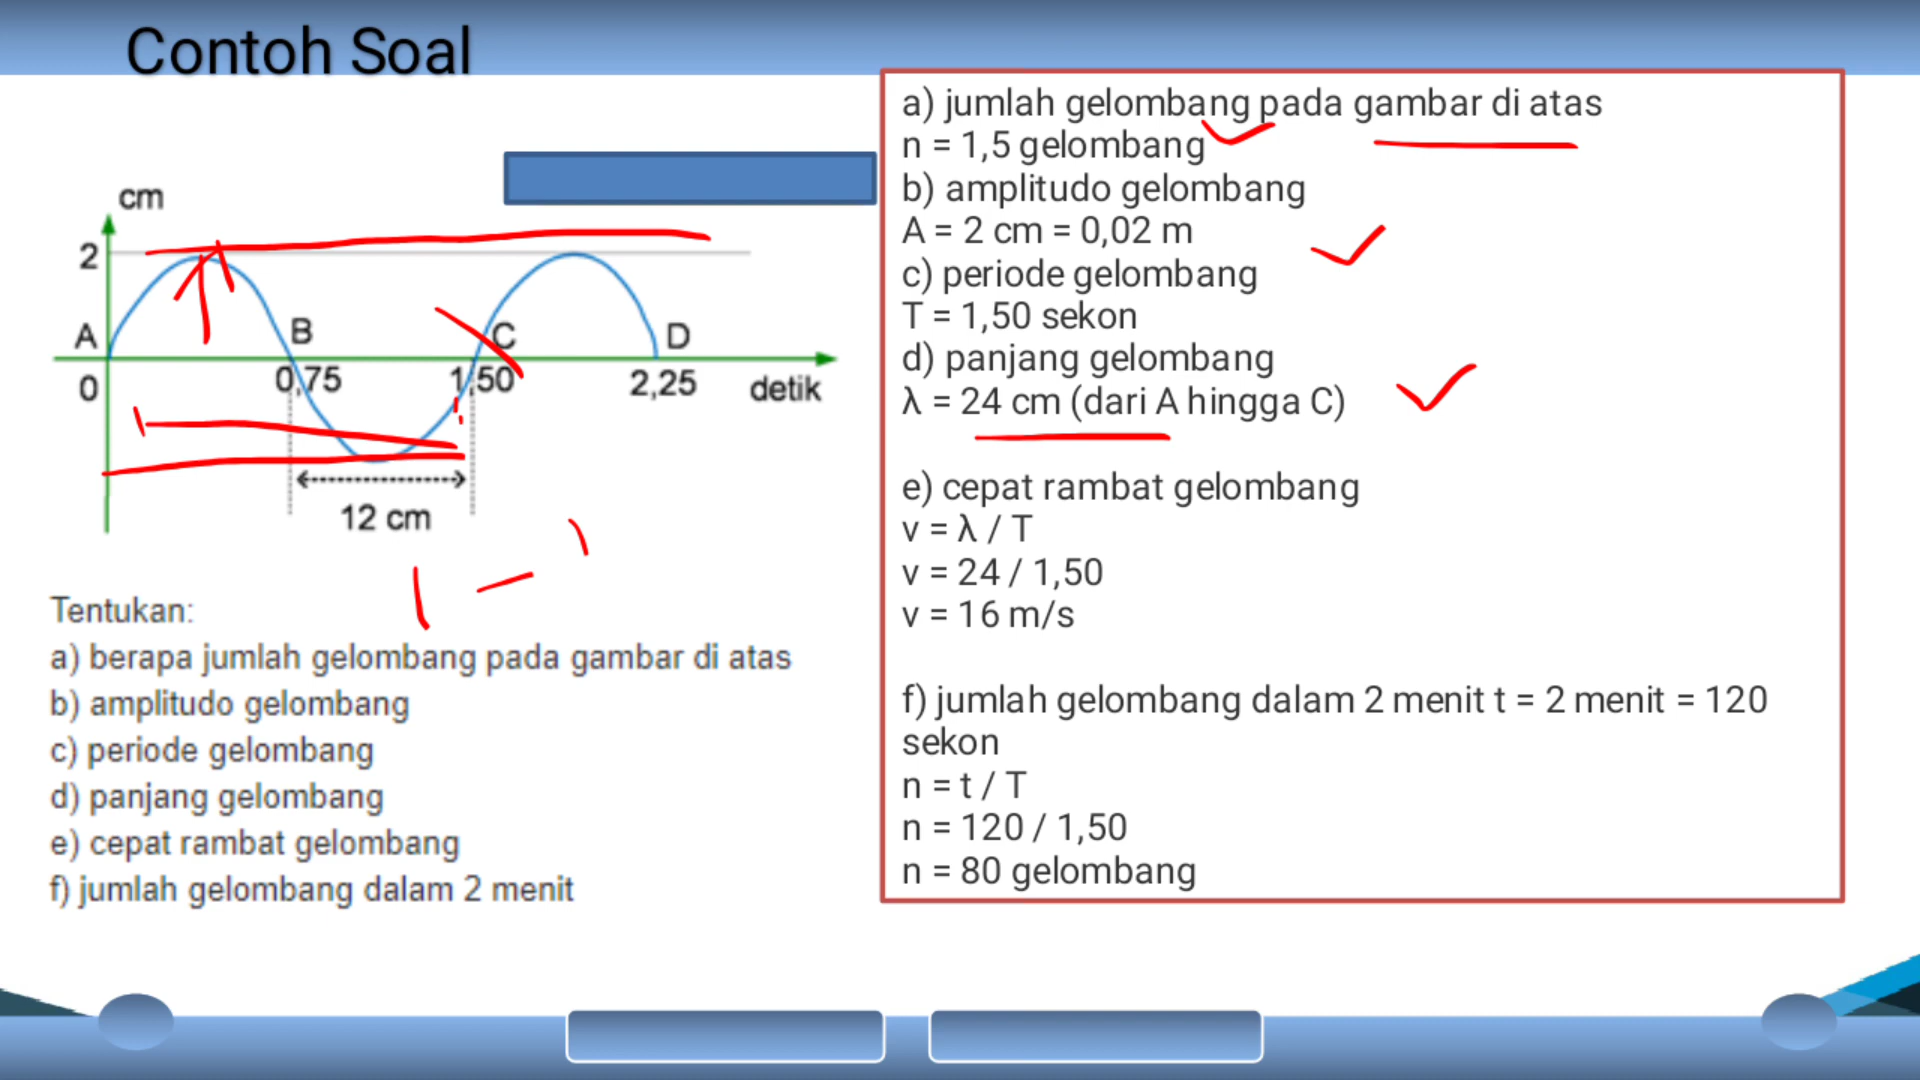 Contoh Soal
cm
2
A
B
C
D
0
0,75
1,50
2,25
detik
12 cm
Tentukan:
a) berapa jumlah gelombang pada gambar di atas
b) amplitudo gelombang
c) periode gelombang
d) panjang gelombang
e) cepat rambat gelombang
f) jumlah gelombang dalam 2 menit
a) jumlah gelombang pada gambar di atas
n = 1,5 gelombang
b) amplitudo gelombang
A = 2 cm = 0,02 m
c) periode gelombang
T = 1,50 sekon
d) panjang gelombang
λ = 24 cm (dari A hingga C)
e) cepat rambat gelombang
v = λ / T
v = 24 / 1,50
v = 16 m/s
f) jumlah gelombang dalam 2 menit t = 2 menit = 120
sekon
n = t / T
n = 120 / 1,50
n = 80 gelombang